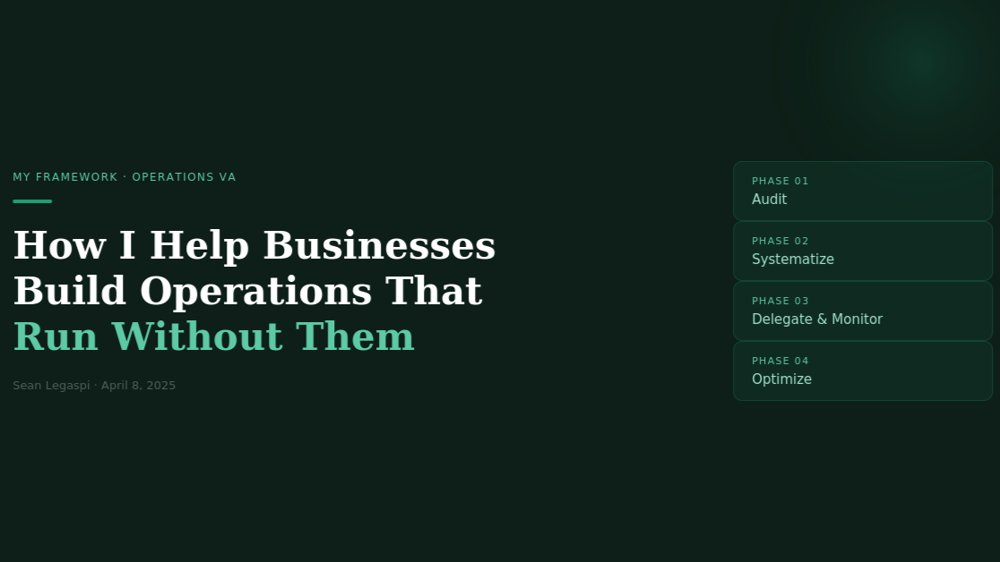 MY FRAMEWORK · OPERATIONS VA
How I Help Businesses
Build Operations That
Run Without Them
Sean Legaspi · April 8, 2025
PHASE 01
Audit
PHASE 02
Systematize
PHASE 03
Delegate & Monitor
PHASE 04
Optimize